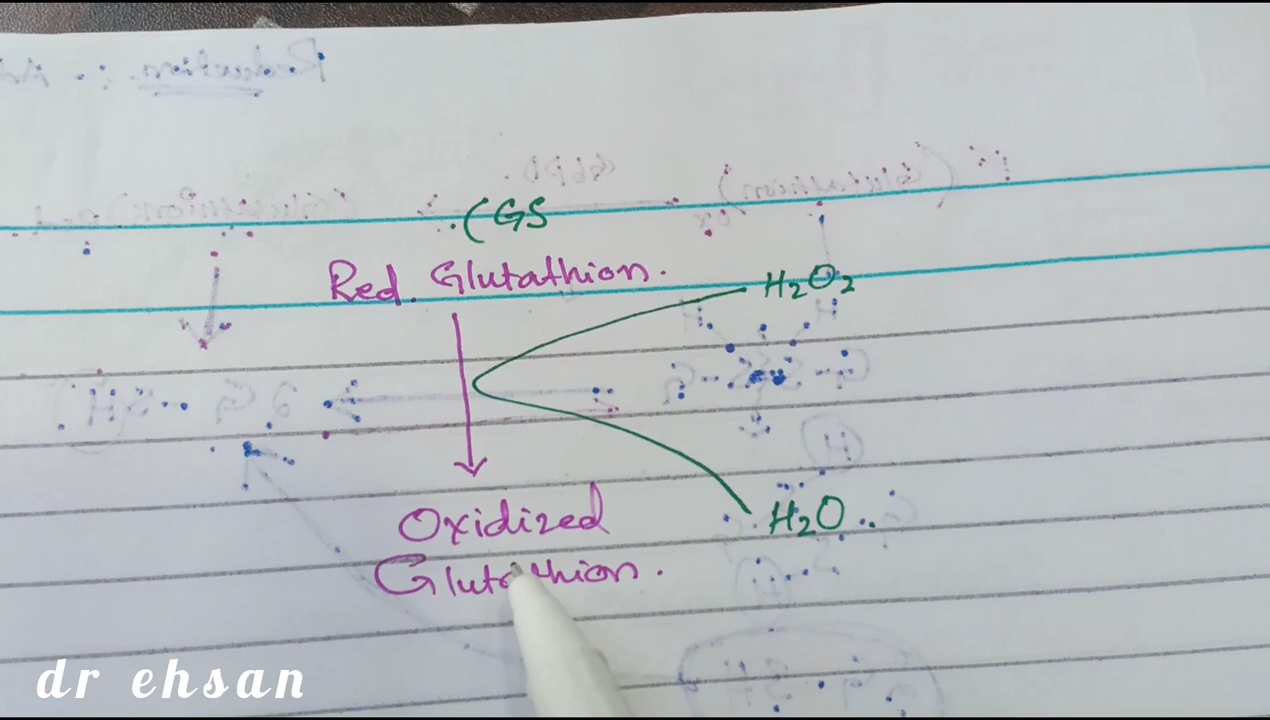 .(GS
Red. Glutathion.
H2O2
Oxidized
H2O..
Glutathion.
dr ehsan